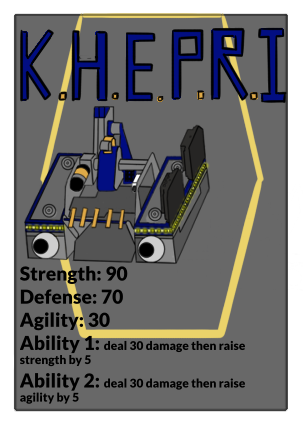 K.H.E.P.R.I
Strength: 90
Defense: 70
Agility: 30
Ability 1: deal 30 damage then raise
strength by 5
Ability 2: deal 30 damage then raise
agility by 5